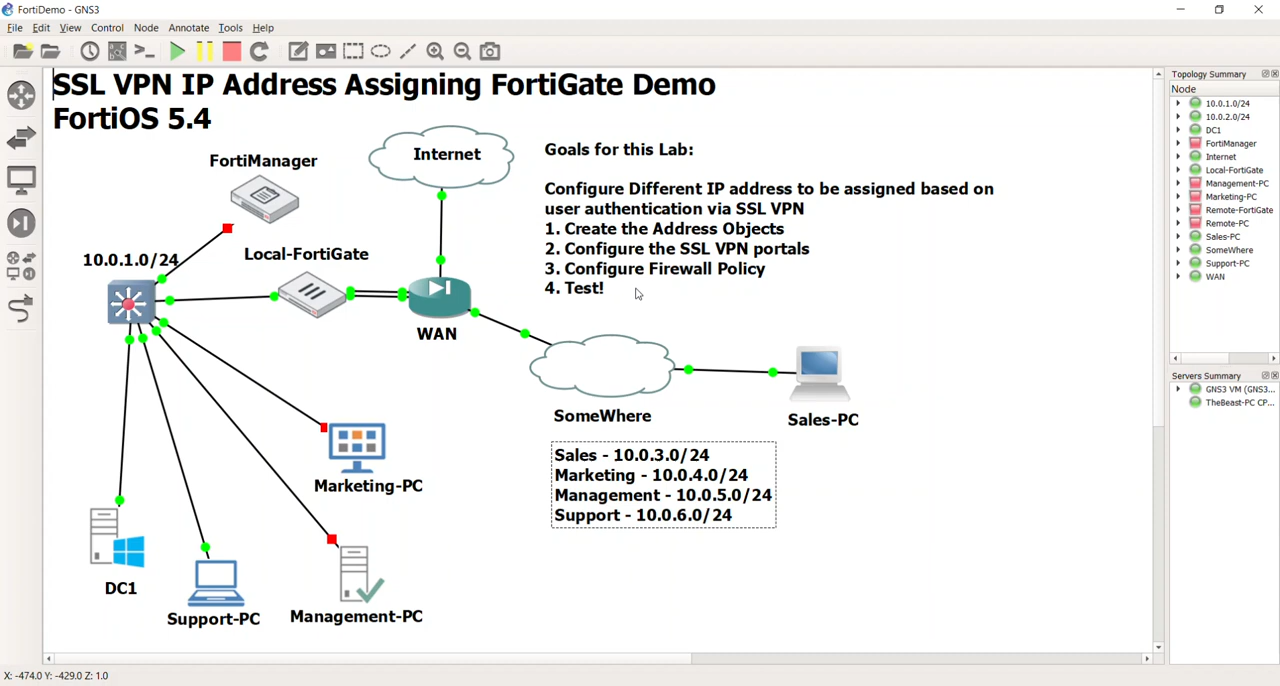 FortiDemo - GNS3
File Edit View Control Node Annotate Tools Help
SSL VPN IP Address Assigning FortiGate Demo
FortiOS 5.4
Internet
FortiManager
Local-FortiGate
10.0.1.0/24
WAN
Goals for this Lab:
Configure Different IP address to be assigned based on
user authentication via SSL VPN
1. Create the Address Objects
2. Configure the SSL VPN portals
3. Configure Firewall Policy
4. Test!
SomeWhere
Sales-PC
Sales - 10.0.3.0/24
Marketing - 10.0.4.0/24
Management - 10.0.5.0/24
Support - 10.0.6.0/24
Marketing-PC
DC1
Support-PC
Management-PC
Topology Summary
Node
10.0.1.0/24
10.0.2.0/24
DC1
FortiManager
Internet
Local-FortiGate
Management-PC
Marketing-PC
Remote-FortiGate
Remote-PC
Sales-PC
SomeWhere
Support-PC
WAN
Servers Summary
GNS3 VM (GNS3...
TheBeast-PC CP...
X: -474.0 Y: -429.0 Z: 1.0